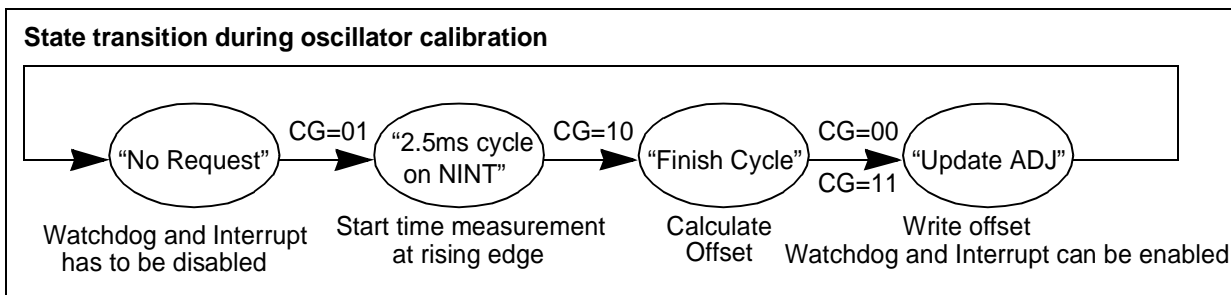 State transition during oscillator calibration
“No Request”
CG=01
“2.5ms cycle
on NINT”
CG=10
“Finish Cycle”
CG=00
CG=11
“Update ADJ”
Watchdog and Interrupt
has to be disabled
Start time measurement
at rising edge
Calculate
Offset
Write offset
Watchdog and Interrupt can be enabled